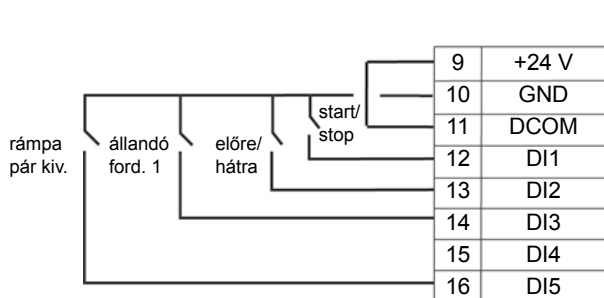 9 +24 V
10 GND
11 DCOM
12 DI1
13 DI2
14 DI3
15 DI4
16 DI5
start/
stop
előre/
hátra
állandó
ford. 1
rámpa
pár kiv.